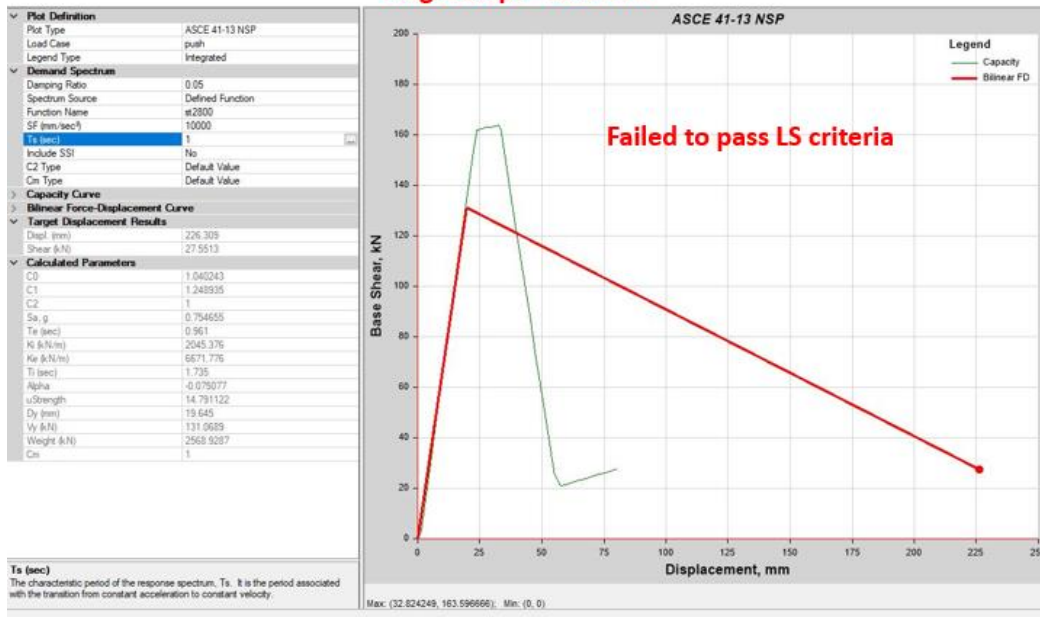 Plot Definition
Plot Type ASCE 41-13 NSP
Load Case push
Legend Type Integrated
Demand Spectrum
Damping Ratio 0.05
Spectrum Source Defined Function
Function Name st2800
SF (mm/sec²) 10000
Ts (sec) 1 ...
Include SSI No
C2 Type Default Value
Cm Type Default Value
Capacity Curve
Bilinear Force-Displacement Curve
Target Displacement Results
Displ. (mm) 226.309
Shear (kN) 27.5513
Calculated Parameters
C0 1.040243
C1 1.248935
C2 1
Sa, g 0.754655
Te (sec) 0.961
Ki (kN/m) 2045.376
Ke (kN/m) 6671.776
Ti (sec) 1.735
Alpha -0.075077
uStrength 14.791122
Dy (mm) 19.645
Vy (kN) 131.0689
Weight (kN) 2568.9287
Cm 1
Ts (sec)
The characteristic period of the response spectrum, Ts. It is the period associated
with the transition from constant acceleration to constant velocity.
ASCE 41-13 NSP
Legend
Capacity
Bilinear FD
Failed to pass LS criteria
Base Shear, kN
200
180
160
140
120
100
80
60
40
20
0
0 25 50 75 100 125 150 175 200 225
Displacement, mm
Max: (32.824249, 163.596666); Min: (0, 0)